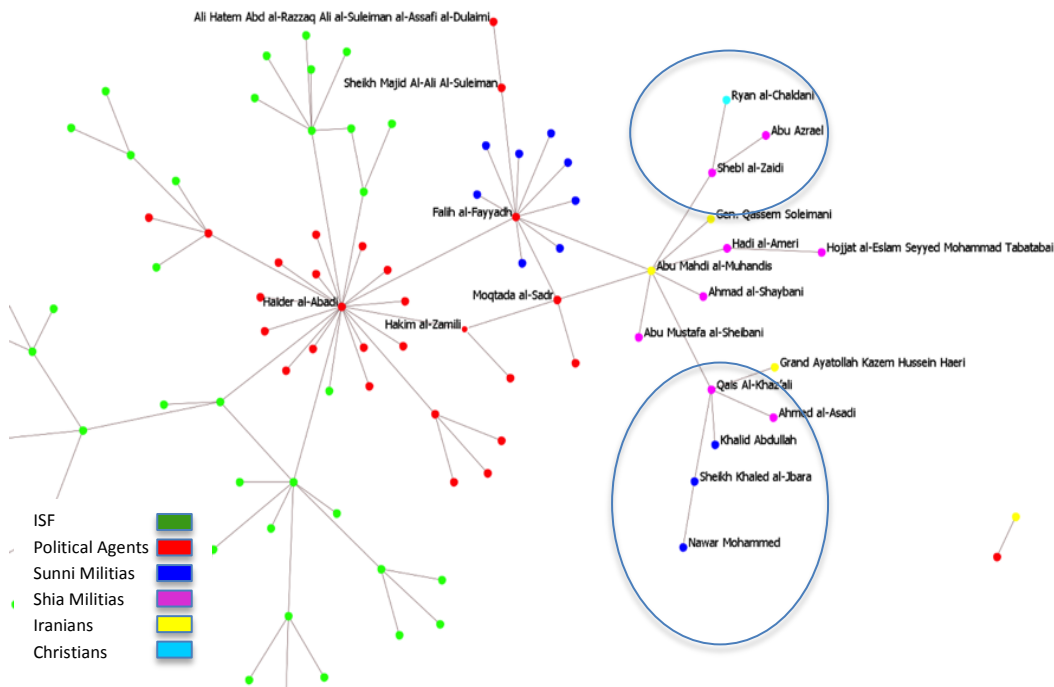 Ali Hatem Abd al-Razzaq Ali al-Suleiman al-Assafi al-Dulaimi
Sheikh Majid Al-Ali Al-Suleiman
Ryan al-Chaldani
Abu Azrael
Shebl al-Zaidi
Falih al-Fayyadh
Gen. Qassem Soleimani
Hadi al-Ameri
Hojjat al-Eslam Seyyed Mohammad Tabatabai
Abu Mahdi al-Muhandis
Ahmad al-Shaybani
Moqtada al-Sadr
Haider al-Abadi
Hakim al-Zamili
Abu Mustafa al-Sheibani
Grand Ayatollah Kazem Hussein Haeri
Qais Al-Khaz'ali
Ahmed al-Asadi
Khalid Abdullah
Sheikh Khaled al-Jbara
Nawar Mohammed
ISF
Political Agents
Sunni Militias
Shia Militias
Iranians
Christians